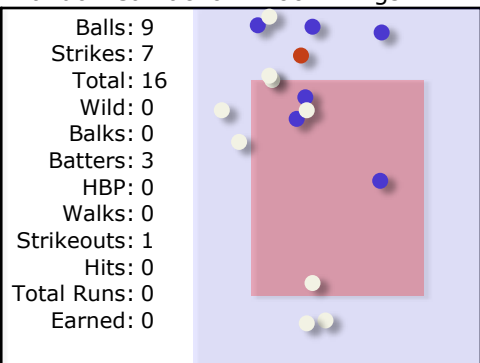 Balls: 9
Strikes: 7
Total: 16
Wild: 0
Balks: 0
Batters: 3
HBP: 0
Walks: 0
Strikeouts: 1
Hits: 0
Total Runs: 0
Earned: 0